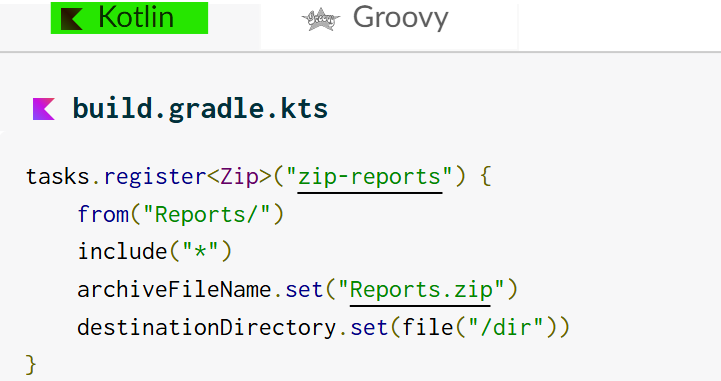 Kotlin
Groovy
build.gradle.kts
tasks.register<Zip>("zip-reports") {
    from("Reports/")
    include("*")
    archiveFileName.set("Reports.zip")
    destinationDirectory.set(file("/dir"))
}